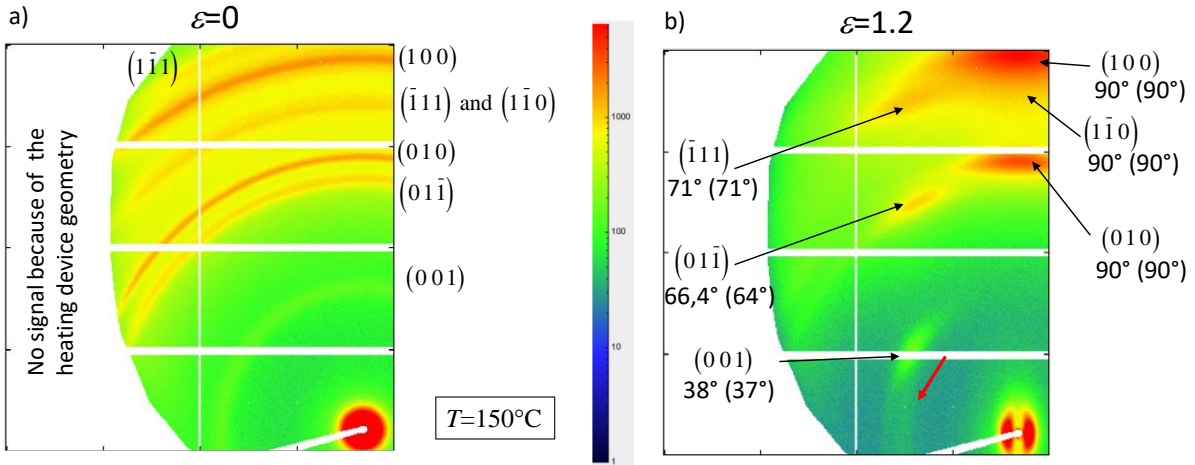 a)
ε=0
(1 1̄ 1)
(1 0 0)
(1̄ 1 1) and (1 1̄ 0)
(0 1 0)
(0 1 1̄)
(0 0 1)
No signal because of the
heating device geometry
T=150°C
1000
100
10
1
b)
ε=1.2
(1 0 0)
90° (90°)
(1 1̄ 0)
90° (90°)
(1̄ 1 1)
71° (71°)
(0 1 0)
90° (90°)
(0 1 1̄)
66,4° (64°)
(0 0 1)
38° (37°)